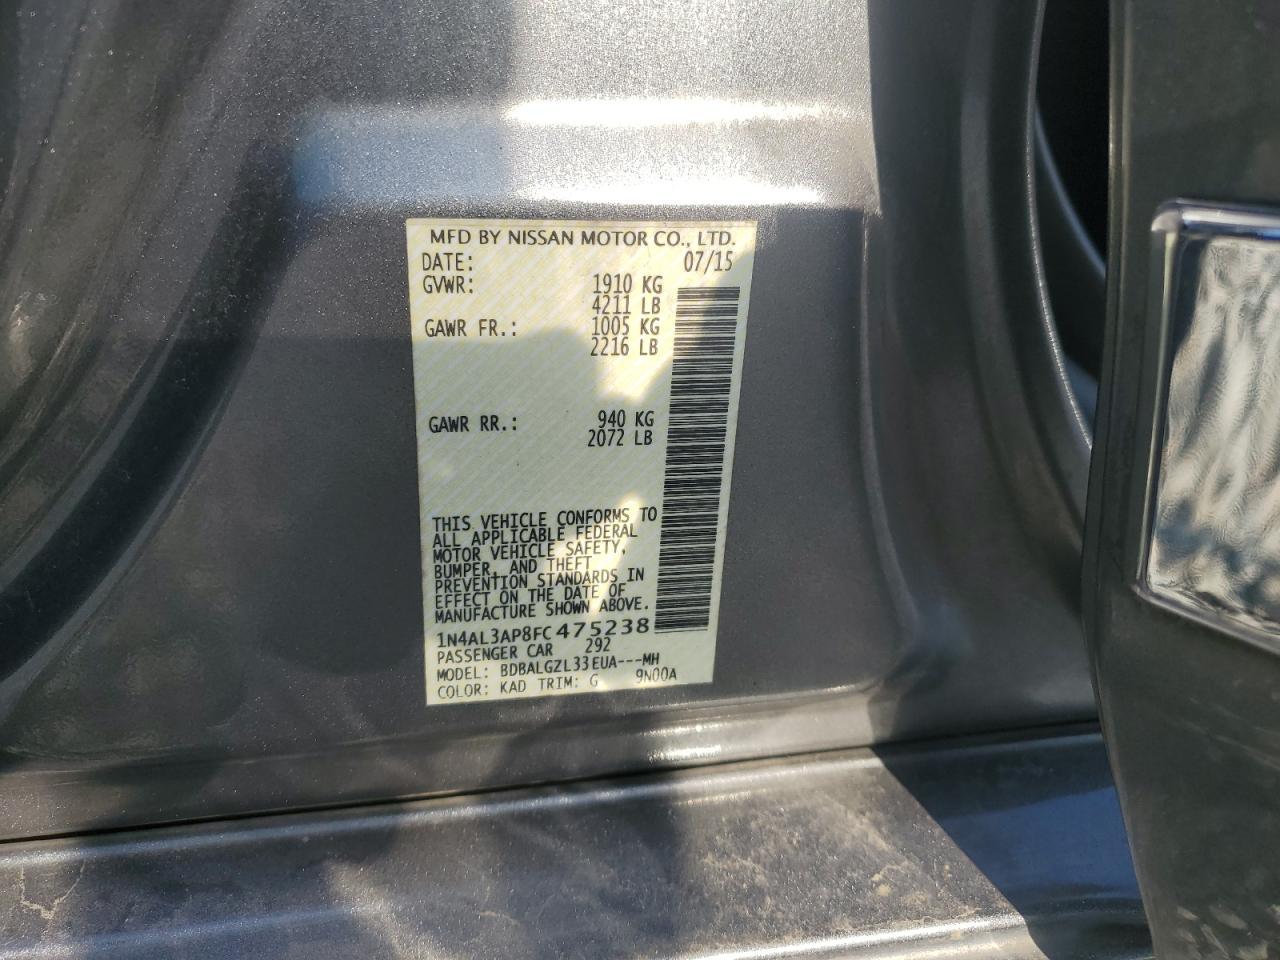 MFD BY NISSAN MOTOR CO., LTD.
DATE: 07/15
GVWR: 1910 KG
4211 LB
GAWR FR.: 1005 KG
2216 LB
GAWR RR.: 940 KG
2072 LB
THIS VEHICLE CONFORMS TO
ALL APPLICABLE FEDERAL
MOTOR VEHICLE SAFETY,
BUMPER, AND THEFT
PREVENTION STANDARDS IN
EFFECT ON THE DATE OF
MANUFACTURE SHOWN ABOVE.
1N4AL3AP8FC475238
PASSENGER CAR 292
MODEL: BDBALGZL33EUA---MH
COLOR: KAD TRIM: G 9N00A